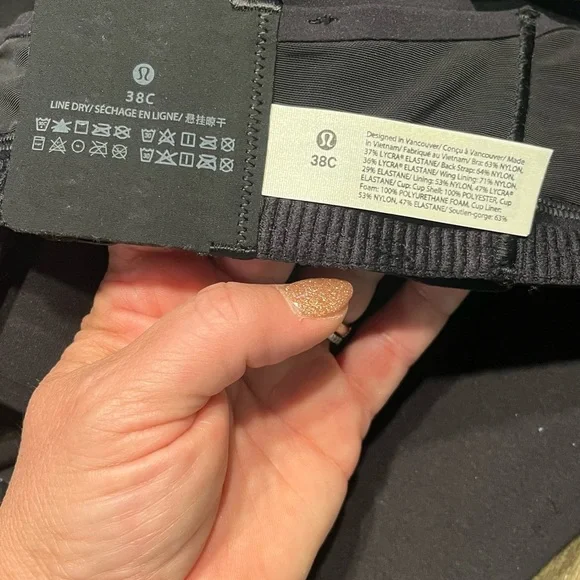 38C
LINE DRY/ SÉCHAGE EN LIGNE/ 悬挂晾干
38C
Designed in Vancouver/ Conçu à Vancouver/ Made
in Vietnam/ Fabriqué au Vietnam/ Bra: 63% NYLON,
37% LYCRA® ELASTANE/ Back Strap: 64% NYLON,
36% LYCRA® ELASTANE/ Wing Lining: 71% NYLON,
29% ELASTANE/ Lining: 53% NYLON, 47% LYCRA®
ELASTANE/ Cup, Cup Shell: 100% POLYESTER, Cup
Foam: 100% POLYURETHANE FOAM, Cup Liner:
53% NYLON, 47% ELASTANE/ Soutien-gorge: 63%